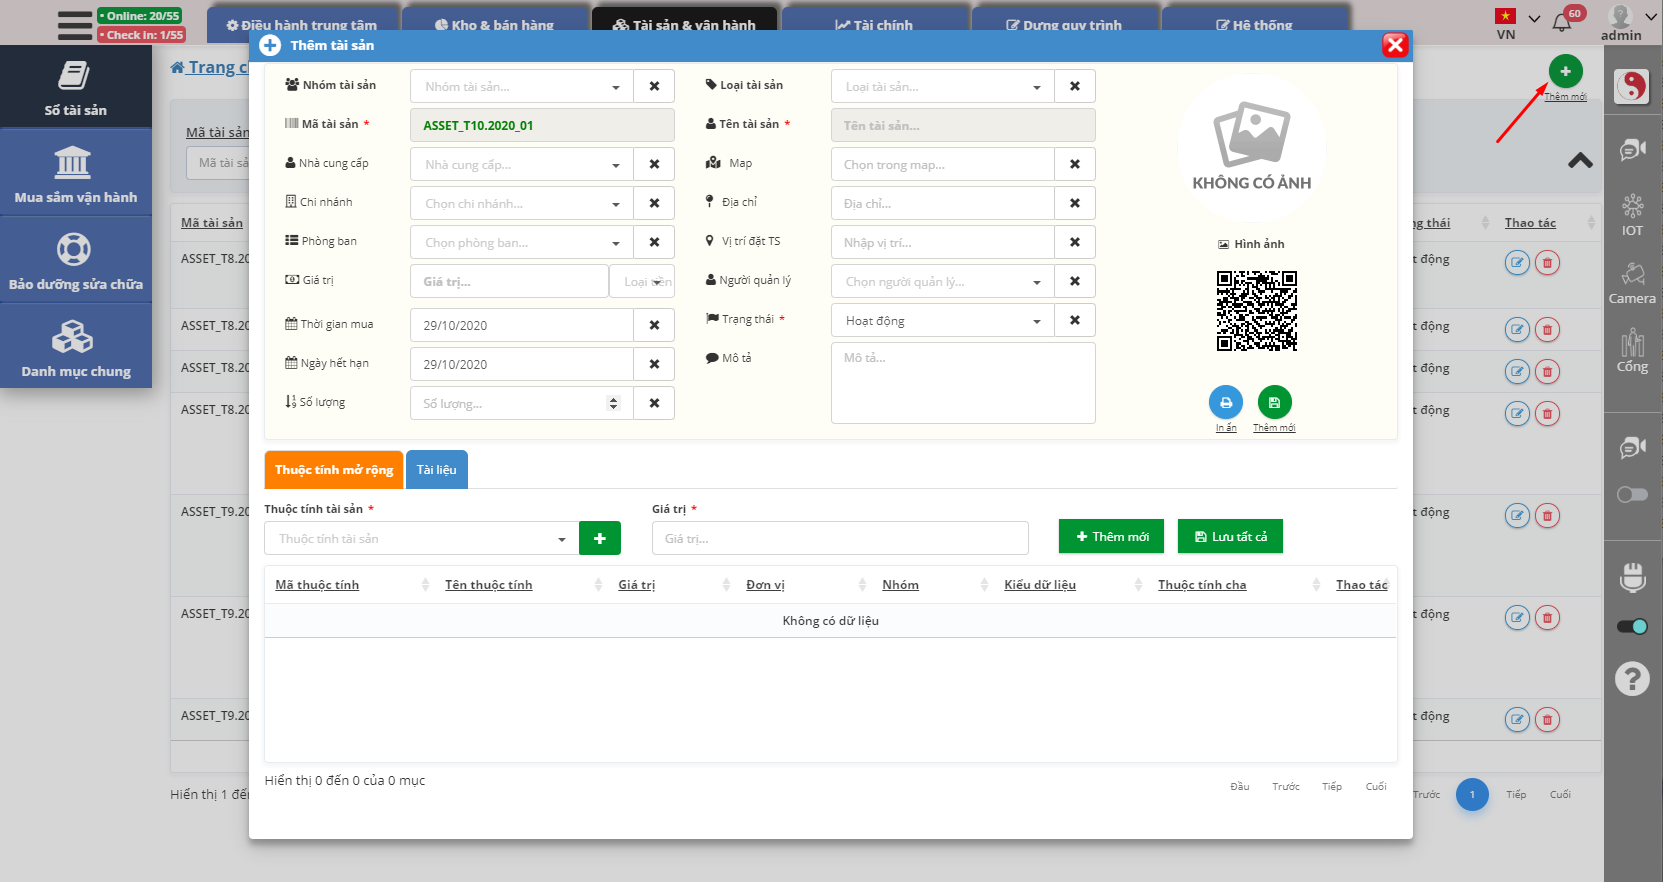 • Online: 20/55
• Check in: 1/55
Điều hành trung tâm
Kho & bán hàng
Tài sản & vận hành
Tài chính
Dựng quy trình
Hệ thống
VN
60
admin
Thêm tài sản
Sổ tài sản
Mua sắm vận hành
Bảo dưỡng sửa chữa
Danh mục chung
Trang c
Thêm mới
Mã tài sản
Mã tài sả
Nhóm tài sản
Nhóm tài sản...
Loại tài sản
Loại tài sản...
Mã tài sản *
ASSET_T10.2020_01
Tên tài sản *
Tên tài sản...
Nhà cung cấp
Nhà cung cấp...
Map
Chọn trong map...
Chi nhánh
Chọn chi nhánh...
Địa chỉ
Địa chỉ...
Phòng ban
Chọn phòng ban...
Vị trí đặt TS
Nhập vị trí...
Giá trị
Giá trị...
Loại tiền
Người quản lý
Chọn người quản lý...
Thời gian mua
29/10/2020
Trạng thái *
Hoạt động
Ngày hết hạn
29/10/2020
Mô tả
Mô tả...
Số lượng
Số lượng...
KHÔNG CÓ ẢNH
Hình ảnh
In ấn
Thêm mới
Thuộc tính mở rộng
Tài liệu
Thuộc tính tài sản *
Thuộc tính tài sản
Giá trị *
Giá trị...
Thêm mới
Lưu tất cả
Mã thuộc tính
Tên thuộc tính
Giá trị
Đơn vị
Nhóm
Kiểu dữ liệu
Thuộc tính cha
Thao tác
Không có dữ liệu
Hiển thị 0 đến 0 của 0 mục
Đầu
Trước
Tiếp
Cuối
Mã tài sản
ng thái
Thao tác
ASSET_T8.20
t động
ASSET_T8.20
t động
ASSET_T8.20
t động
ASSET_T8.20
t động
ASSET_T9.20
t động
ASSET_T9.20
t động
ASSET_T9.20
t động
Hiển thị 1 đế
Trước
1
Tiếp
Cuối
IOT
Camera
Cổng